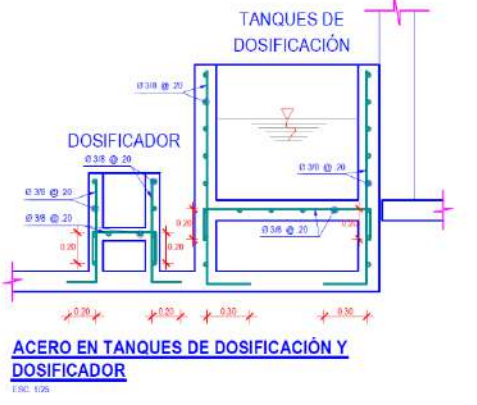 TANQUES DE
DOSIFICACIÓN
Ø 3/8 @ .20
DOSIFICADOR
Ø 3/8 @ .20
Ø 3/8 @ .20
Ø 3/8 @ .20
Ø 3/8 @ .20
Ø 3/8 @ .20
0.20
0.20
0.20
0.20
0.20
0.20
0.30
0.30
ACERO EN TANQUES DE DOSIFICACIÓN Y
DOSIFICADOR
ESC. 1/25